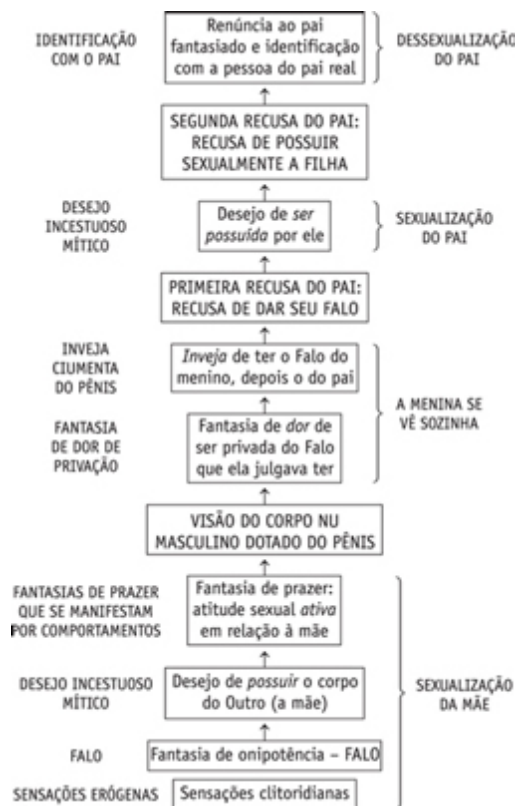 IDENTIFICAÇÃO
COM O PAI
Renúncia ao pai
fantasiado e identificação
com a pessoa do pai real
DESSEXUALIZAÇÃO
DO PAI
SEGUNDA RECUSA DO PAI:
RECUSA DE POSSUIR
SEXUALMENTE A FILHA
DESEJO
INCESTUOSO
MÍTICO
Desejo de ser
possuída por ele
SEXUALIZAÇÃO
DO PAI
PRIMEIRA RECUSA DO PAI:
RECUSA DE DAR SEU FALO
INVEJA
CIUMENTA
DO PÊNIS
Inveja de ter o Falo do
menino, depois o do pai
A MENINA SE
VÊ SOZINHA
FANTASIA
DE DOR DE
PRIVAÇÃO
Fantasia de dor de
ser privada do Falo
que ela julgava ter
VISÃO DO CORPO NU
MASCULINO DOTADO DO PÊNIS
FANTASIAS DE PRAZER
QUE SE MANIFESTAM
POR COMPORTAMENTOS
Fantasia de prazer:
atitude sexual ativa
em relação à mãe
DESEJO INCESTUOSO
MÍTICO
Desejo de possuir o corpo
do Outro (a mãe)
SEXUALIZAÇÃO
DA MÃE
FALO
Fantasia de onipotência – FALO
SENSAÇÕES ERÓGENAS
Sensações clitoridianas